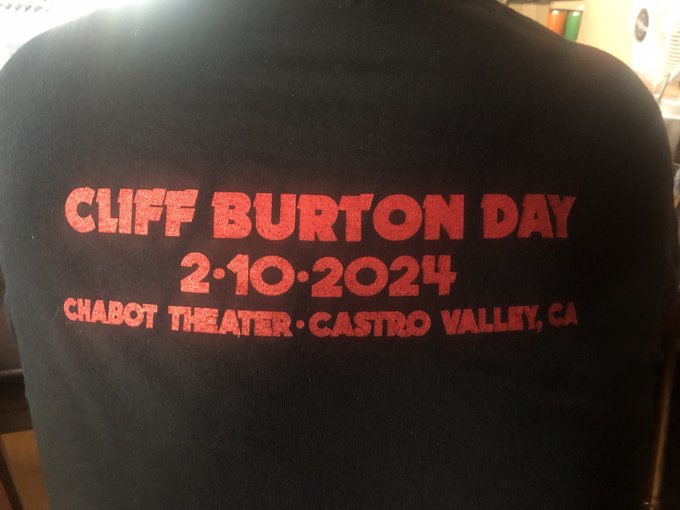 CLIFF BURTON DAY
2•10•2024
CHABOT THEATER • CASTRO VALLEY, CA